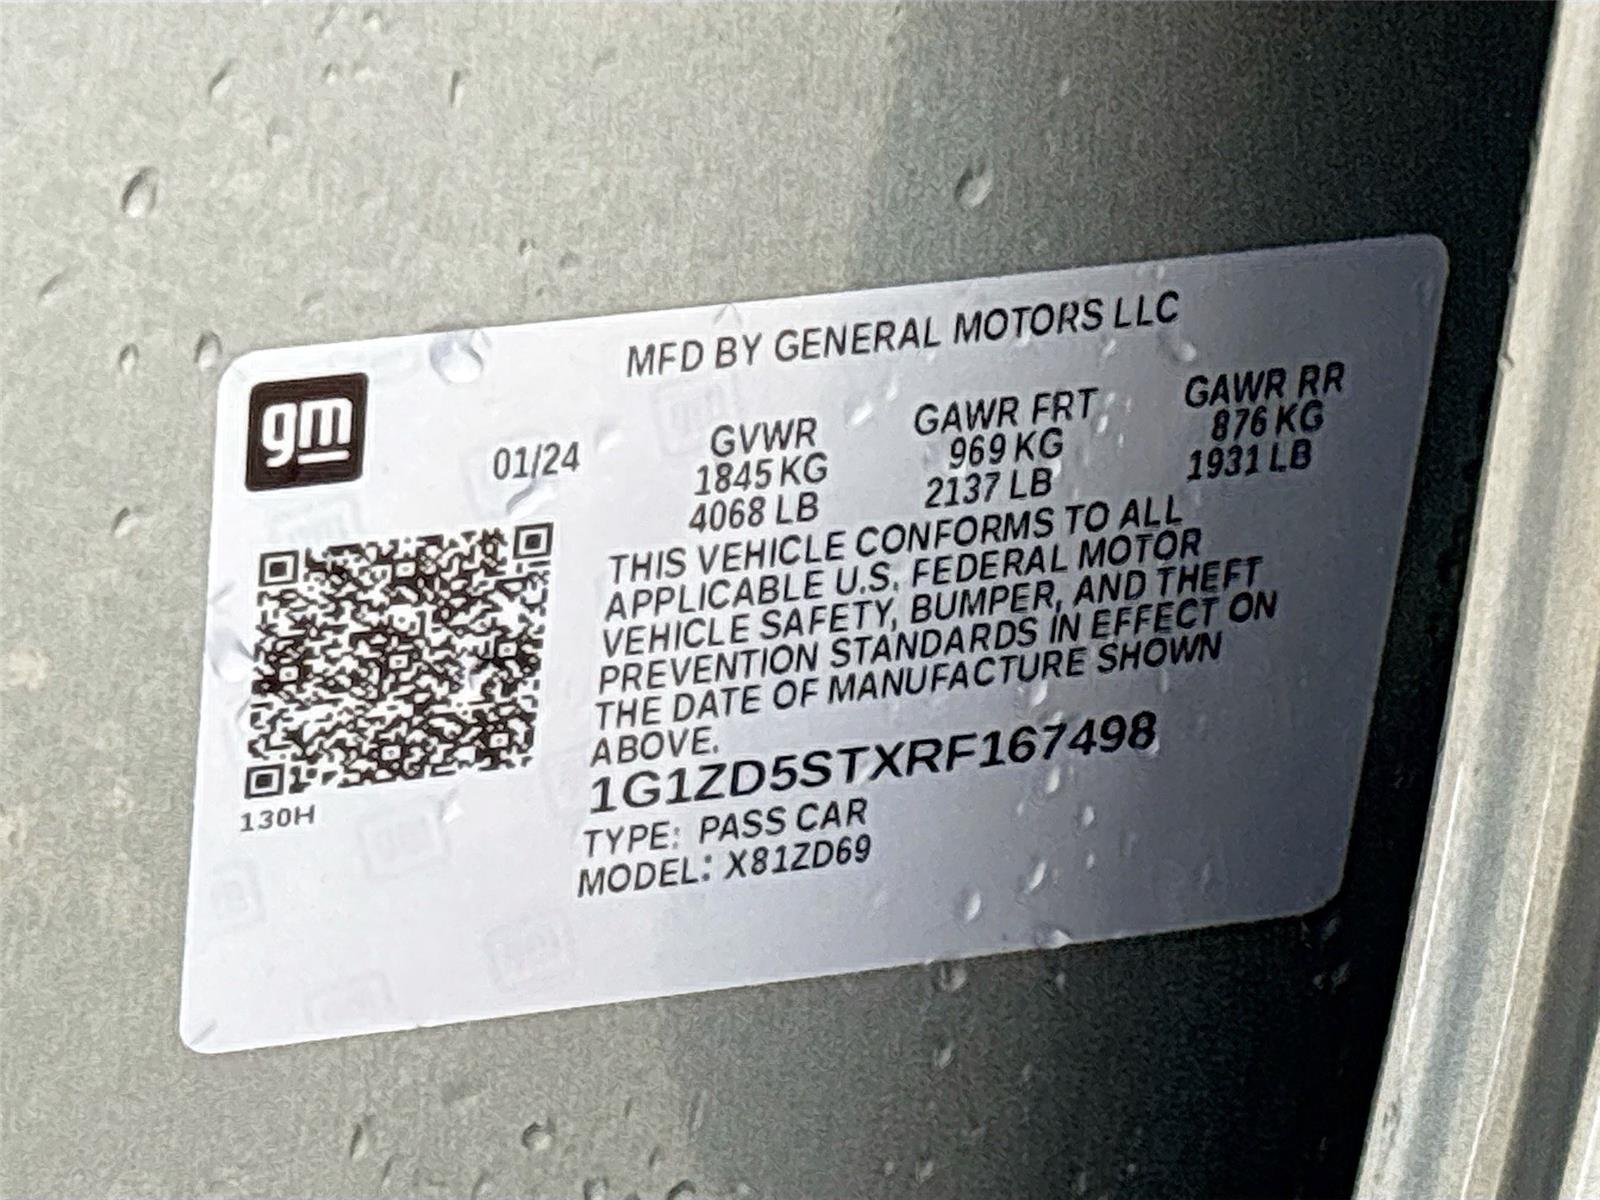 MFD BY GENERAL MOTORS LLC
gm
01/24
GVWR
1845 KG
4068 LB
GAWR FRT
969 KG
2137 LB
GAWR RR
876 KG
1931 LB
THIS VEHICLE CONFORMS TO ALL
APPLICABLE U.S. FEDERAL MOTOR
VEHICLE SAFETY, BUMPER, AND THEFT
PREVENTION STANDARDS IN EFFECT ON
THE DATE OF MANUFACTURE SHOWN
ABOVE.
1G1ZD5STXRF167498
130H
TYPE: PASS CAR
MODEL: X81ZD69